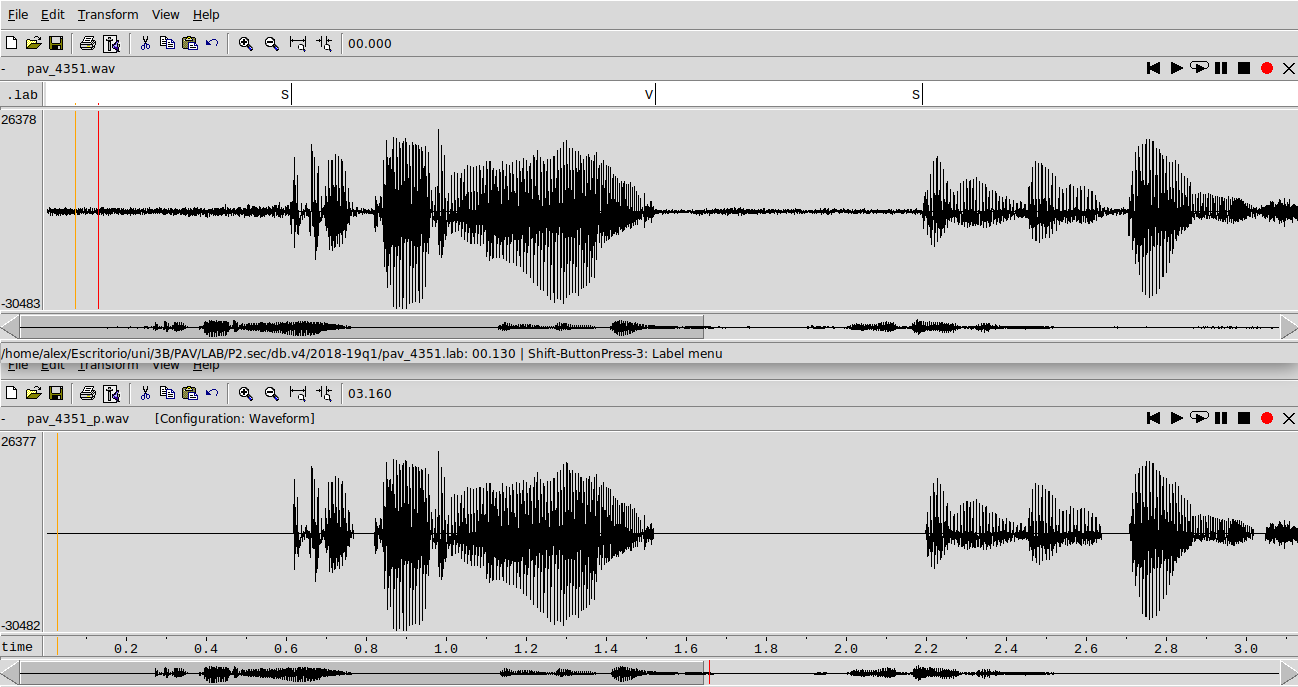 File Edit Transform View Help
00.000
- pav_4351.wav
.lab S V S
26378
-30483
/home/alex/Escritorio/uni/3B/PAV/LAB/P2.sec/db.v4/2018-19q1/pav_4351.lab: 00.130 | Shift-ButtonPress-3: Label menu
File Edit Transform View Help
03.160
- pav_4351_p.wav [Configuration: Waveform]
26377
-30482
time 0.2 0.4 0.6 0.8 1.0 1.2 1.4 1.6 1.8 2.0 2.2 2.4 2.6 2.8 3.0